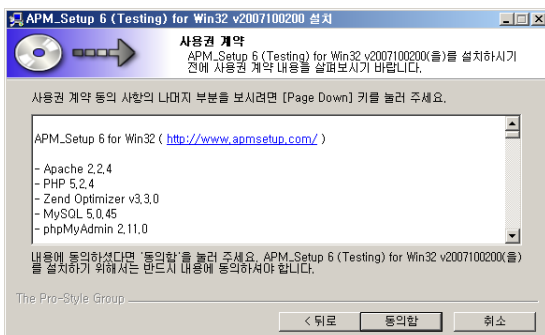 APM_Setup 6 (Testing) for Win32 v2007100200 설치
사용권 계약
APM_Setup 6 (Testing) for Win32 v2007100200(을)를 설치하시기
전에 사용권 계약 내용을 살펴보시기 바랍니다.
사용권 계약 동의 사항의 나머지 부분을 보시려면 [Page Down] 키를 눌러 주세요.
APM_Setup 6 for Win32 ( http://www.apmsetup.com/ )
- Apache 2.2.4
- PHP 5.2.4
- Zend Optimizer v3.3.0
- MySQL 5.0.45
- phpMyAdmin 2.11.0
내용에 동의하셨다면 '동의함'을 눌러 주세요. APM_Setup 6 (Testing) for Win32 v2007100200(을)
를 설치하기 위해서는 반드시 내용에 동의하셔야 합니다.
The Pro-Style Group
< 뒤로 동의함 취소